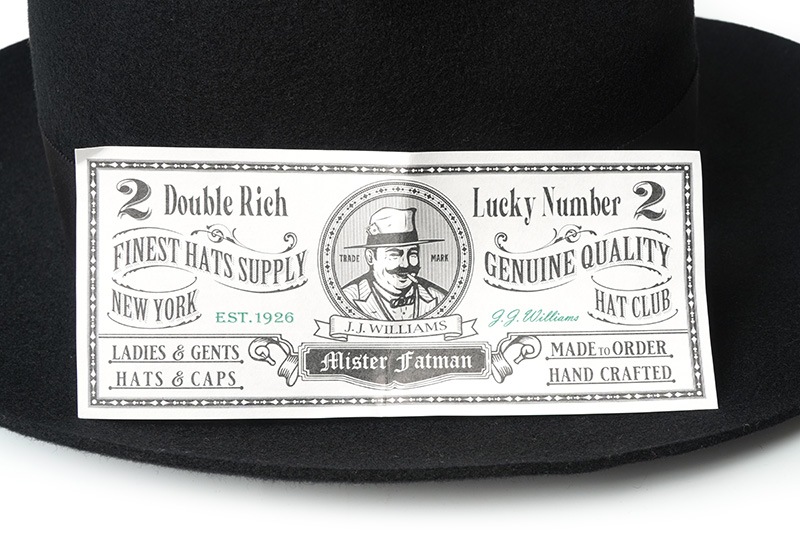 2 Double Rich
Lucky Number 2
FINEST HATS SUPPLY
GENUINE QUALITY
NEW YORK
EST.1926
TRADE MARK
J.J.WILLIAMS
J.J.Williams
HAT CLUB
LADIES & GENTS
HATS & CAPS
Mister Fatman
MADE TO ORDER
HAND CRAFTED